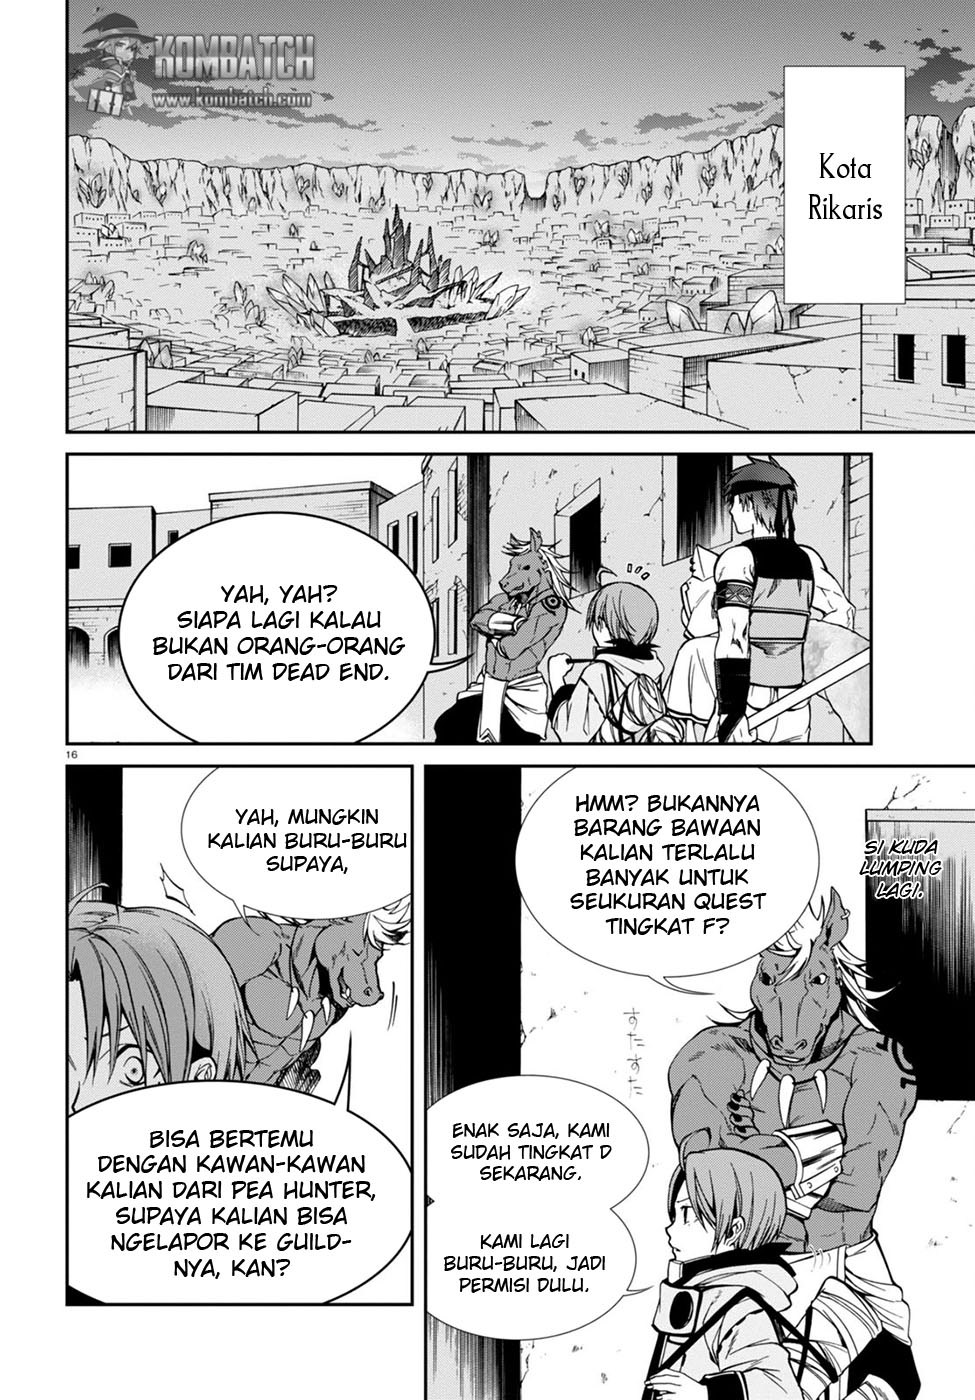 KOMBATCH
www.kombatch.com
Kota
Rikaris
YAH, YAH?
SIAPA LAGI KALAU
BUKAN ORANG-ORANG
DARI TIM DEAD END.
16
HMM? BUKANNYA
BARANG BAWAAN
KALIAN TERLALU
BANYAK UNTUK
SEUKURAN QUEST
TINGKAT F?
SI KUDA
LUMPING
LAGI.
すたすた
ENAK SAJA, KAMI
SUDAH TINGKAT D
SEKARANG.
KAMI LAGI
BURU-BURU, JADI
PERMISI DULU.
YAH, MUNGKIN
KALIAN BURU-BURU
SUPAYA,
BISA BERTEMU
DENGAN KAWAN-KAWAN
KALIAN DARI PEA HUNTER,
SUPAYA KALIAN BISA
NGELAPOR KE GUILD-
NYA, KAN?